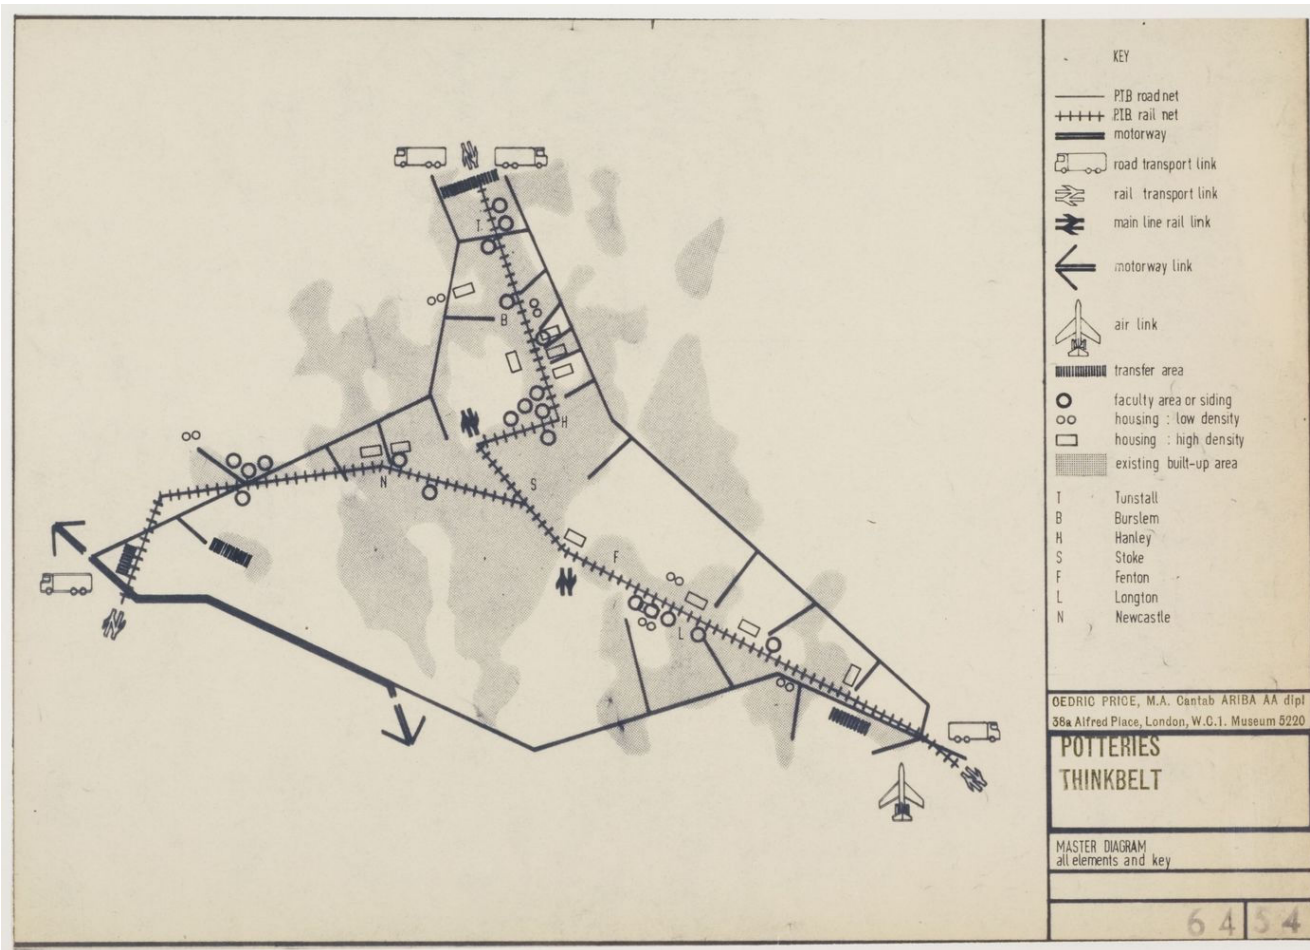 KEY
P.T.B road net
P.T.B. rail net
motorway
road transport link
rail transport link
main line rail link
motorway link
air link
transfer area
faculty area or siding
housing : low density
housing : high density
existing built-up area
T Tunstall
B Burslem
H Hanley
S Stoke
F Fenton
L Longton
N Newcastle
T.
B
H
N
S
F
L
CEDRIC PRICE, M.A. Cantab ARIBA AA dipl
38a Alfred Place, London, W.C.1. Museum 5220
POTTERIES
THINKBELT
MASTER DIAGRAM
all elements and key
64 54